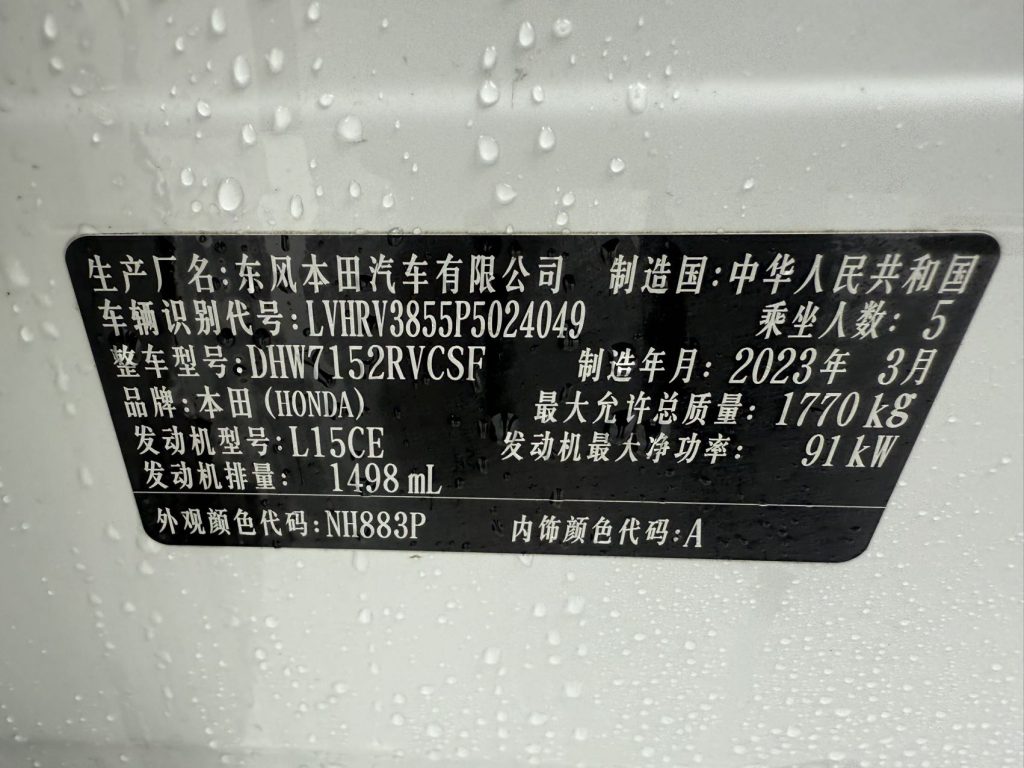 生产厂名:东风本田汽车有限公司 制造国:中华人民共和国
车辆识别代号:LVHRV3855P5024049 乘坐人数:5
整车型号:DHW7152RVCSF 制造年月:2023年 3月
品牌:本田(HONDA) 最大允许总质量:1770kg
发动机型号:L15CE 发动机最大净功率: 91kW
发动机排量: 1498 mL
外观颜色代码:NH883P 内饰颜色代码:A